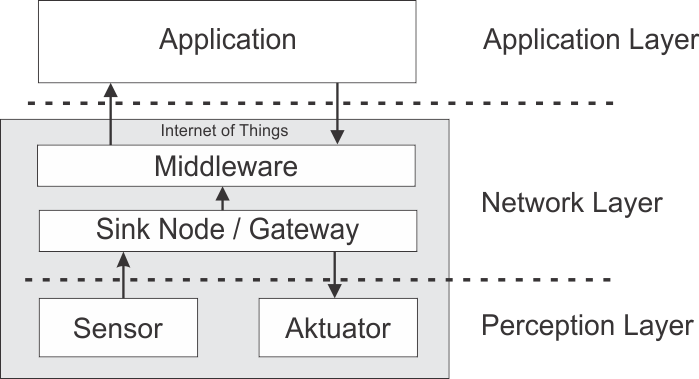 Application
Application Layer
Internet of Things
Middleware
Network Layer
Sink Node / Gateway
Sensor
Aktuator
Perception Layer